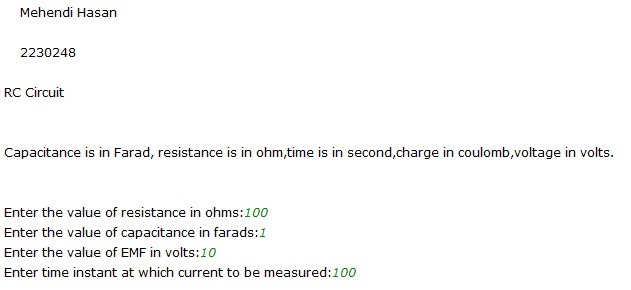 Mehendi Hasan
2230248
RC Circuit
Capacitance is in Farad, resistance is in ohm,time is in second,charge in coulomb,voltage in volts.
Enter the value of resistance in ohms:100
Enter the value of capacitance in farads:1
Enter the value of EMF in volts:10
Enter time instant at which current to be measured:100